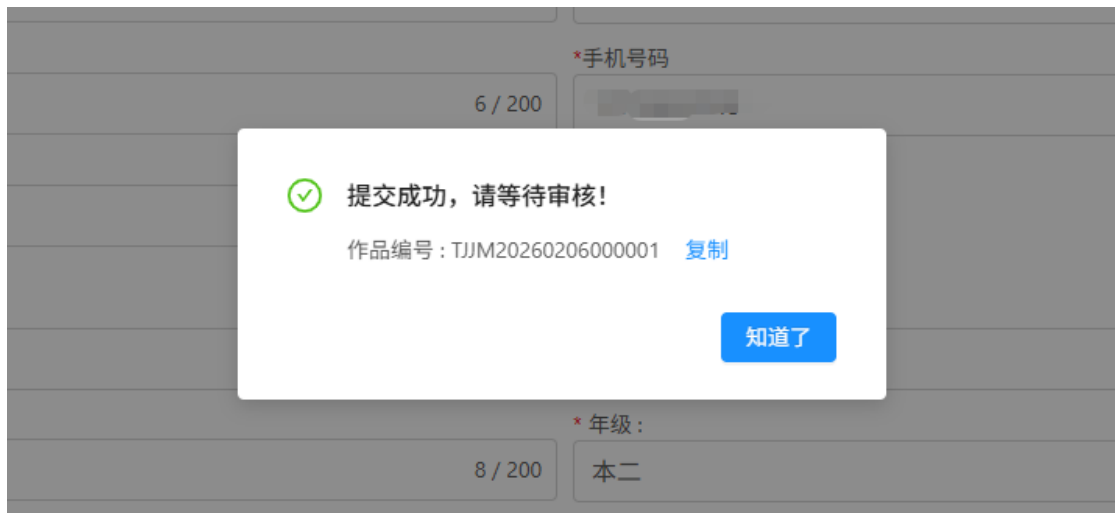 *手机号码
6 / 200
提交成功，请等待审核！
作品编号 : TJJM20260206000001 复制
知道了
* 年级 :
8 / 200 本二